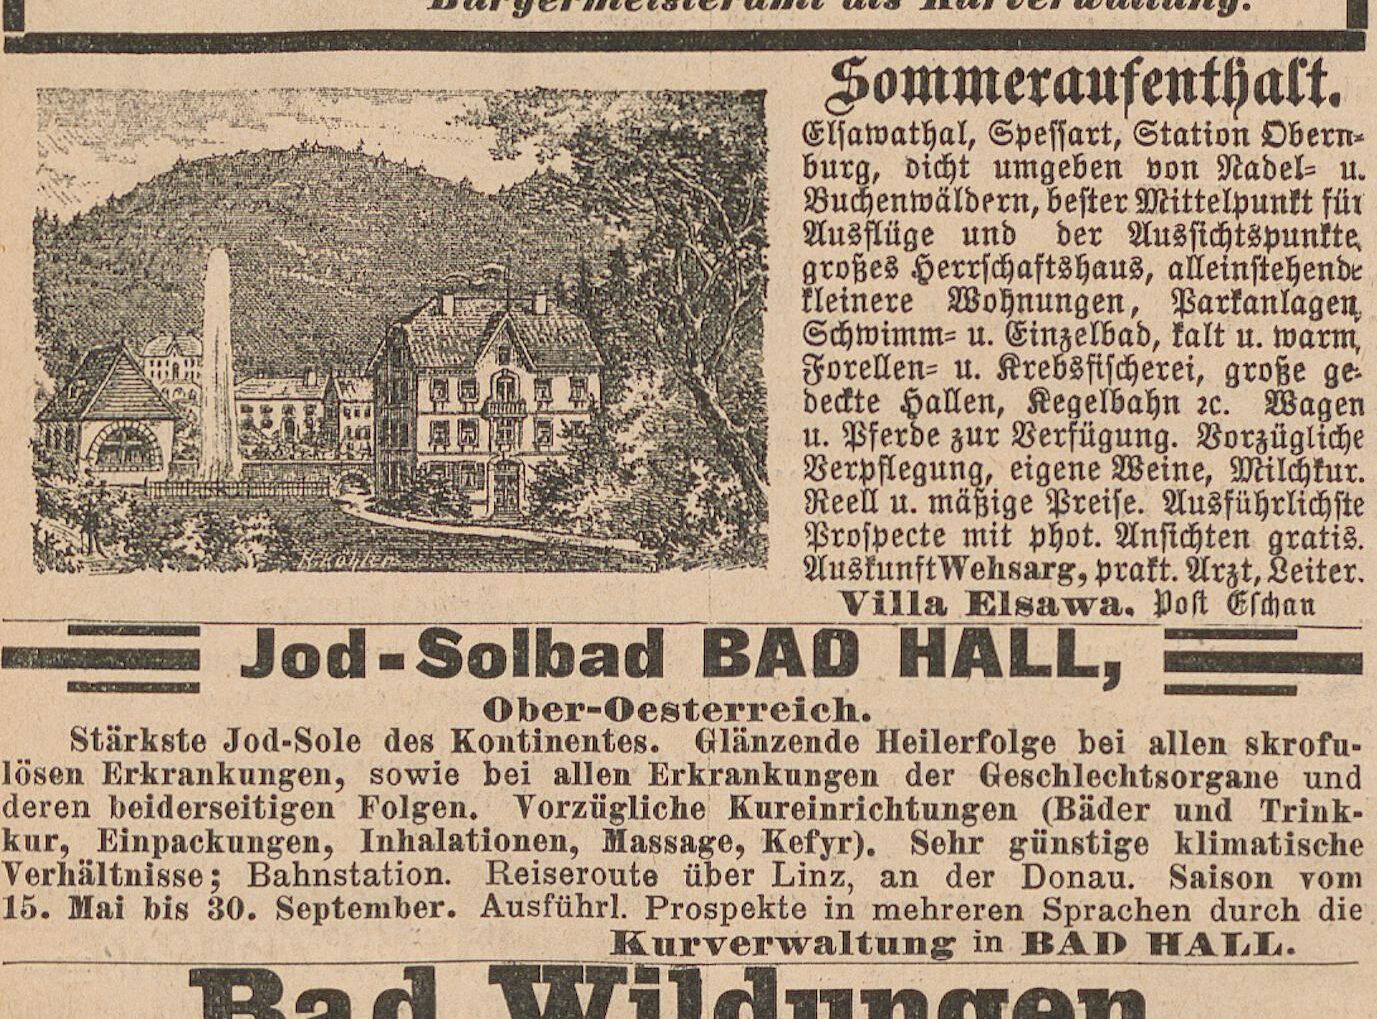 Bürgermeisteramt als Kurverwaltung.
Sommeraufenthalt.
Elsawathal, Spessart, Station Obern-
burg, dicht umgeben von Nadel- u.
Buchenwäldern, bester Mittelpunkt für
Ausflüge und der Aussichtspunkte,
großes Herrschaftshaus, alleinstehende
kleinere Wohnungen, Parkanlagen,
Schwimm- u. Einzelbad, kalt u. warm,
Forellen- u. Krebsfischerei, große ge-
deckte Hallen, Kegelbahn ꝛc. Wagen
u. Pferde zur Verfügung. Vorzügliche
Verpflegung, eigene Weine, Milchkur.
Reell u. mäßige Preise. Ausführlichste
Prospecte mit phot. Ansichten gratis.
Auskunft Wehsarg, prakt. Arzt, Leiter.
Villa Elsawa, Post Eschau
Jod-Solbad BAD HALL,
Ober-Oesterreich.
Stärkste Jod-Sole des Kontinentes. Glänzende Heilerfolge bei allen skrofu-
lösen Erkrankungen, sowie bei allen Erkrankungen der Geschlechtsorgane und
deren beiderseitigen Folgen. Vorzügliche Kureinrichtungen (Bäder und Trink-
kur, Einpackungen, Inhalationen, Massage, Kefyr). Sehr günstige klimatische
Verhältnisse; Bahnstation. Reiseroute über Linz, an der Donau. Saison vom
15. Mai bis 30. September. Ausführl. Prospekte in mehreren Sprachen durch die
Kurverwaltung in BAD HALL.
Bad Wildungen